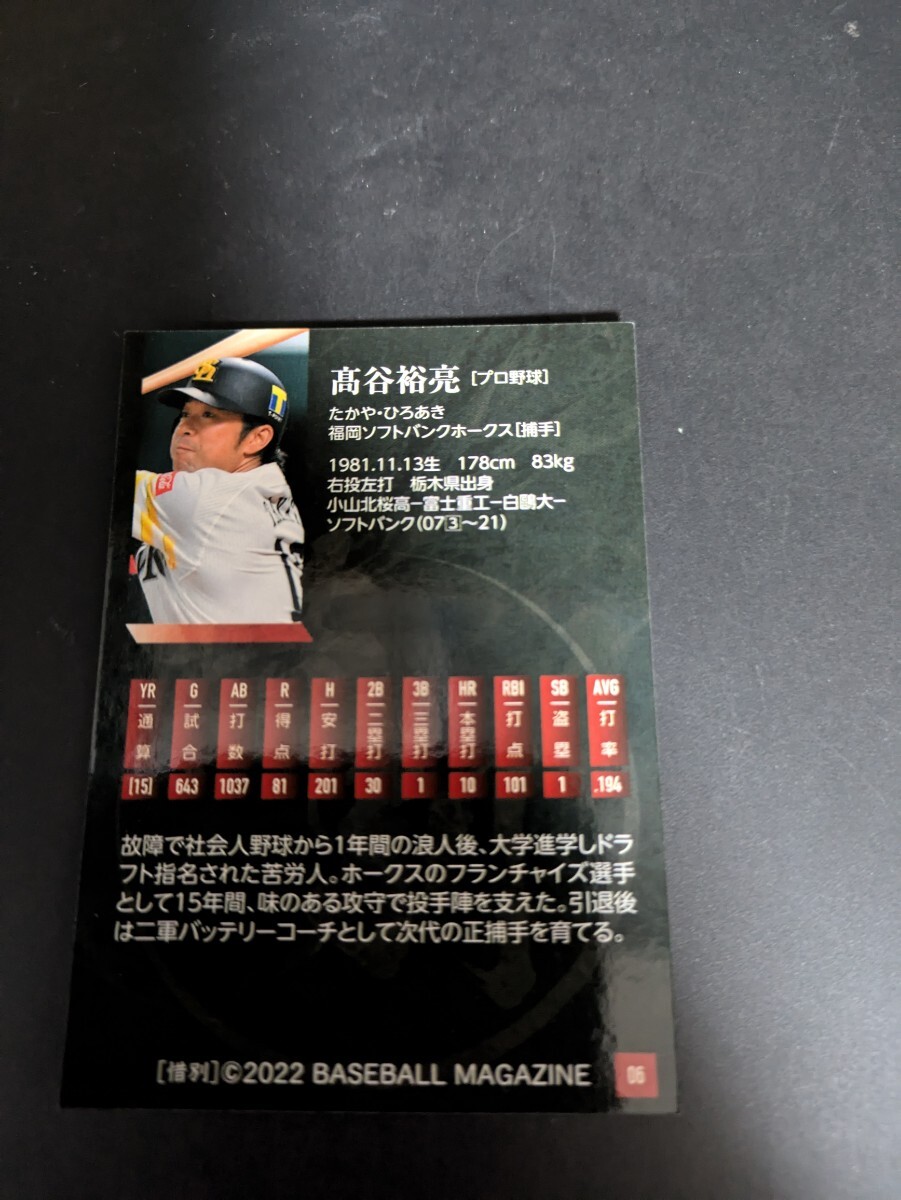 髙谷裕亮 [プロ野球]
たかや・ひろあき
福岡ソフトバンクホークス[捕手]
1981.11.13生 178cm 83kg
右投左打 栃木県出身
小山北桜高ー富士重工ー白鷗大ー
ソフトバンク(07③~21)
YR G AB R H 2B 3B HR RBI SB AVG
通算 試合 打数 得点 安打 二塁打 三塁打 本塁打 打点 盗塁 打率
[15] 643 1037 81 201 30 1 10 101 1 .194
故障で社会人野球から1年間の浪人後、大学進学しドラ
フト指名された苦労人。ホークスのフランチャイズ選手
として15年間、味のある攻守で投手陣を支えた。引退後
は二軍バッテリーコーチとして次代の正捕手を育てる。
[惜別]©2022 BASEBALL MAGAZINE 06